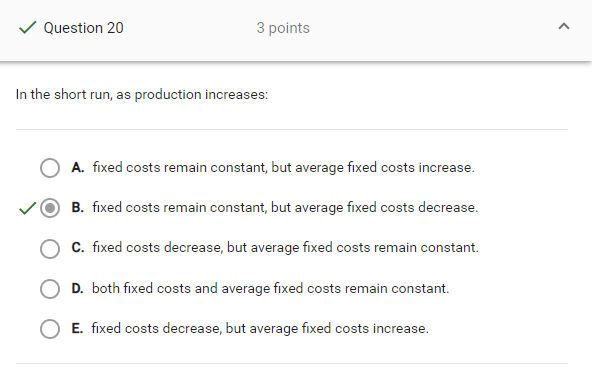 Question 20 3 points
In the short run, as production increases:
A. fixed costs remain constant, but average fixed costs increase.
B. fixed costs remain constant, but average fixed costs decrease.
C. fixed costs decrease, but average fixed costs remain constant.
D. both fixed costs and average fixed costs remain constant.
E. fixed costs decrease, but average fixed costs increase.